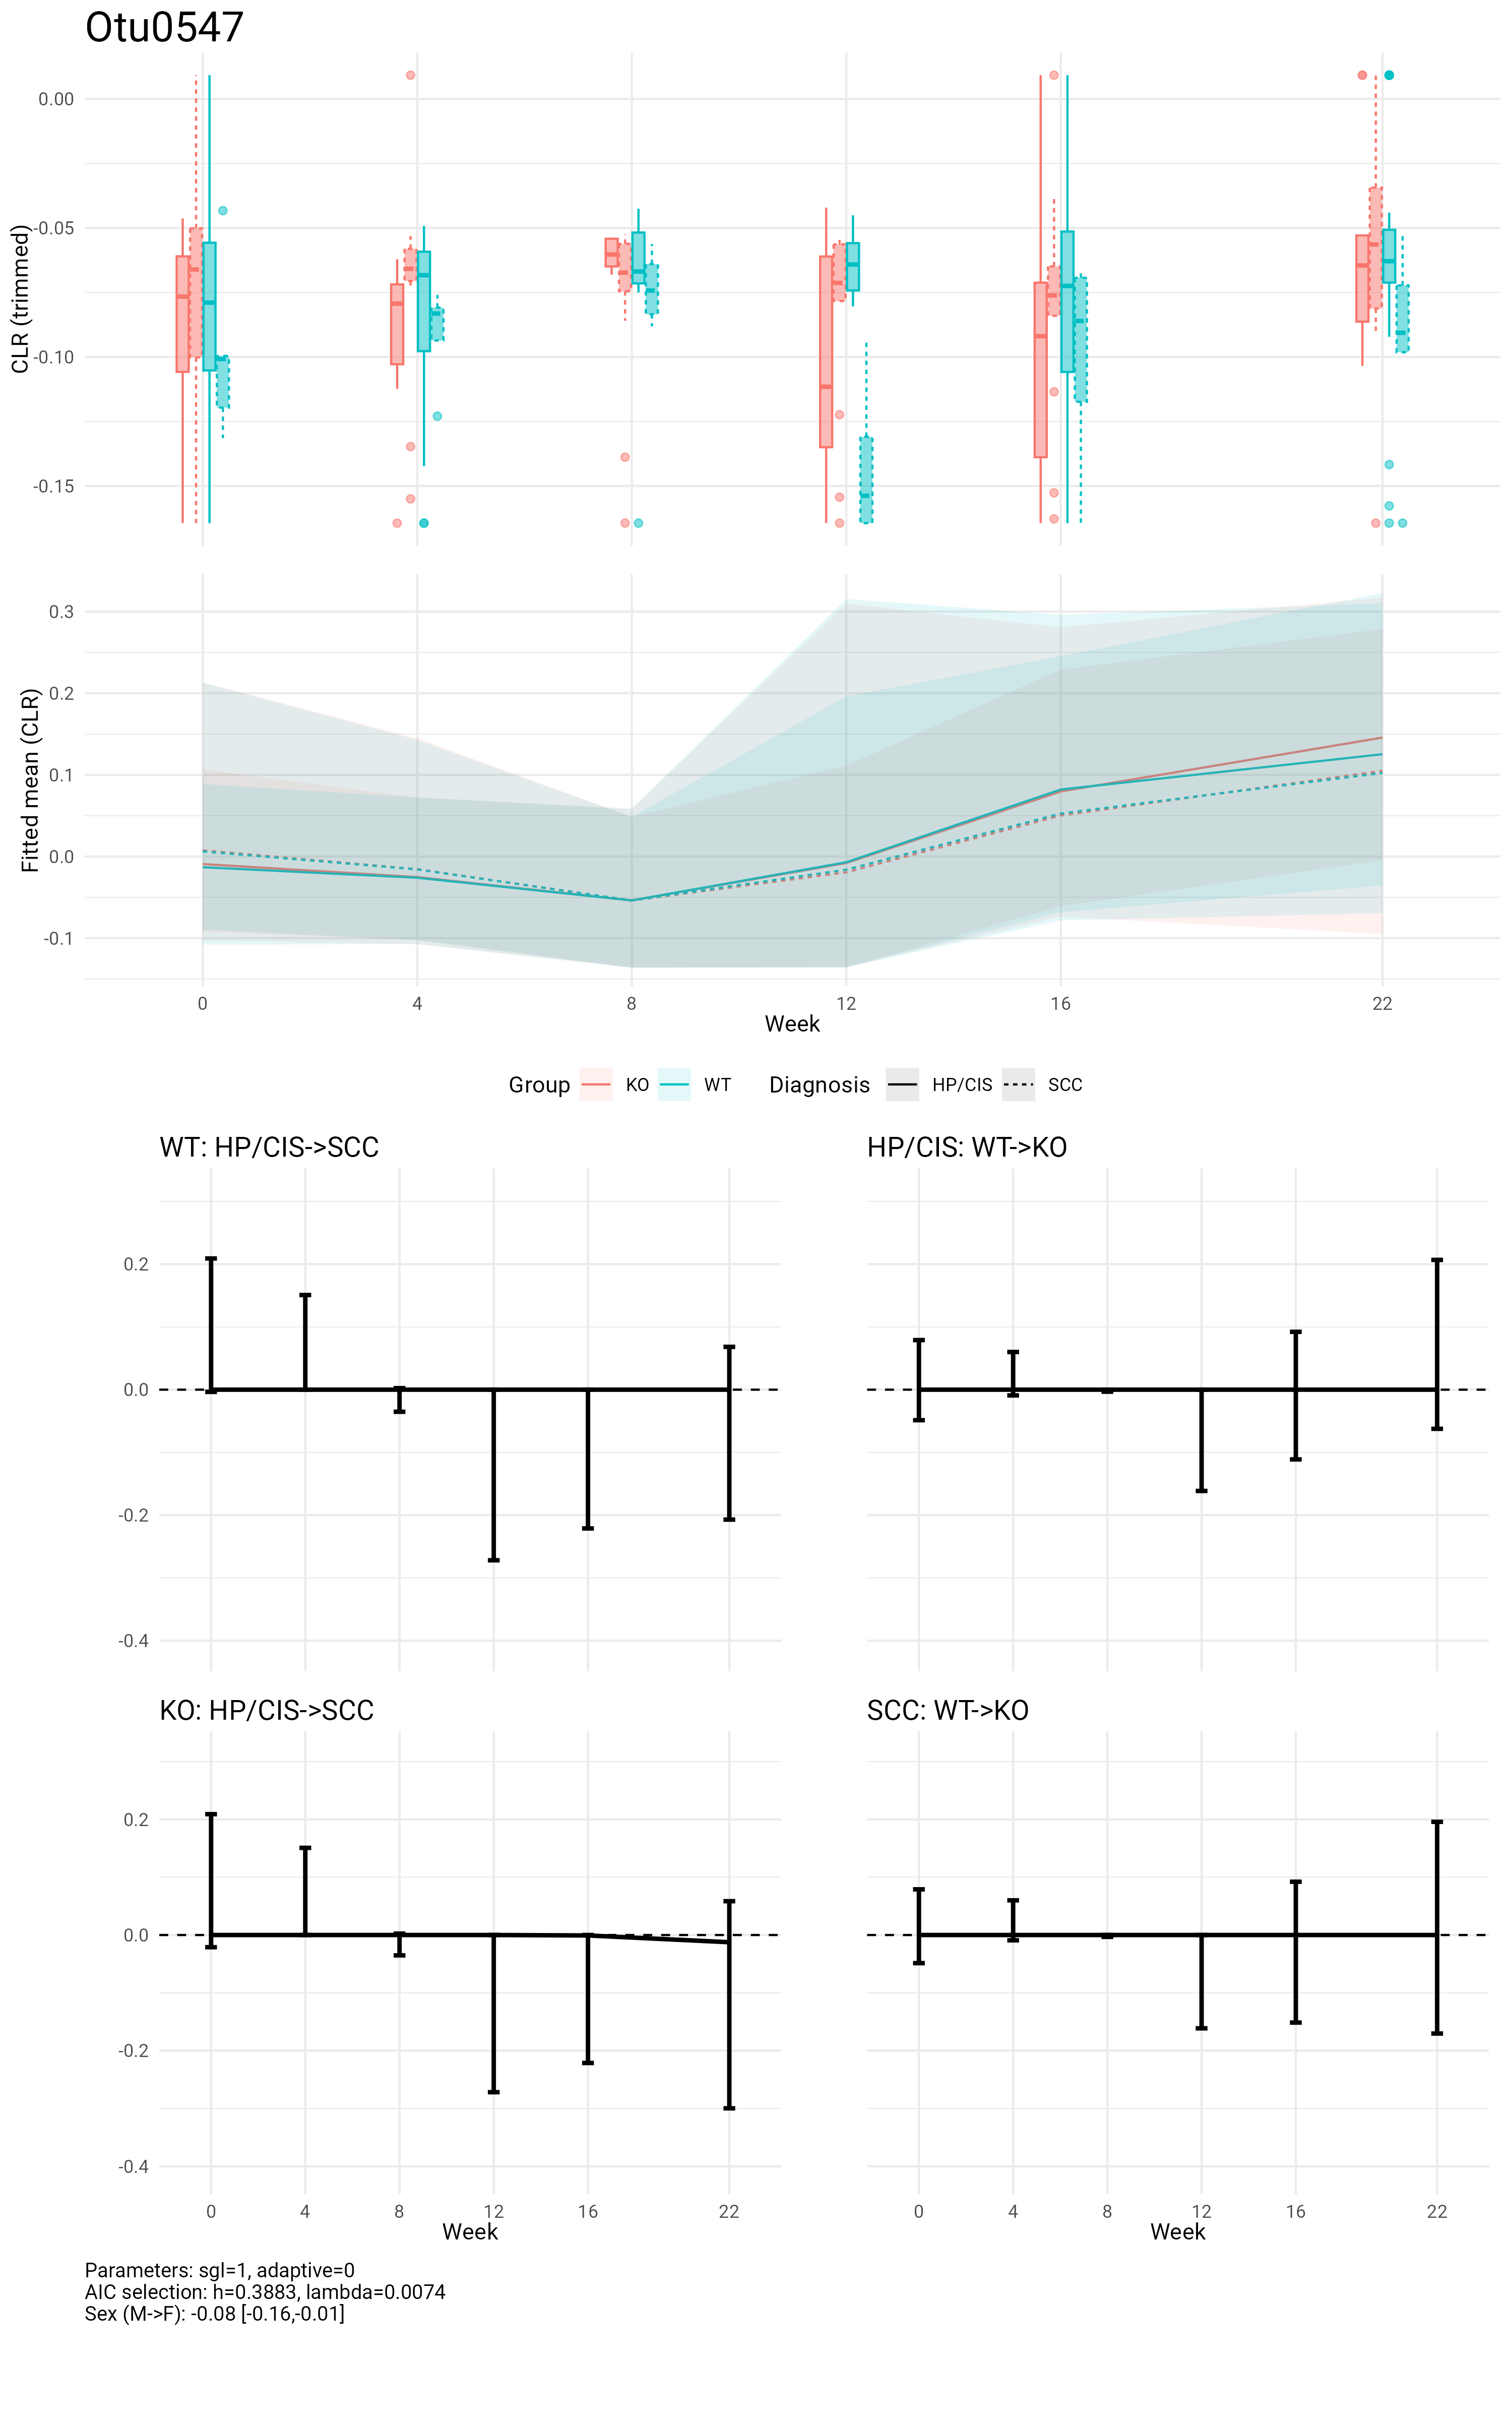 Otu0547
CLR (trimmed)
0.00
-0.05
-0.10
-0.15
Fitted mean (CLR)
0.3
0.2
0.1
0.0
-0.1
0 4 8 12 16 22
Week
Group KO WT Diagnosis HP/CIS SCC
WT: HP/CIS->SCC
0.2
0.0
-0.2
-0.4
HP/CIS: WT->KO
KO: HP/CIS->SCC
0.2
0.0
-0.2
-0.4
0 4 8 12 16 22
Week
SCC: WT->KO
0 4 8 12 16 22
Week
Parameters: sgl=1, adaptive=0
AIC selection: h=0.3883, lambda=0.0074
Sex (M->F): -0.08 [-0.16,-0.01]